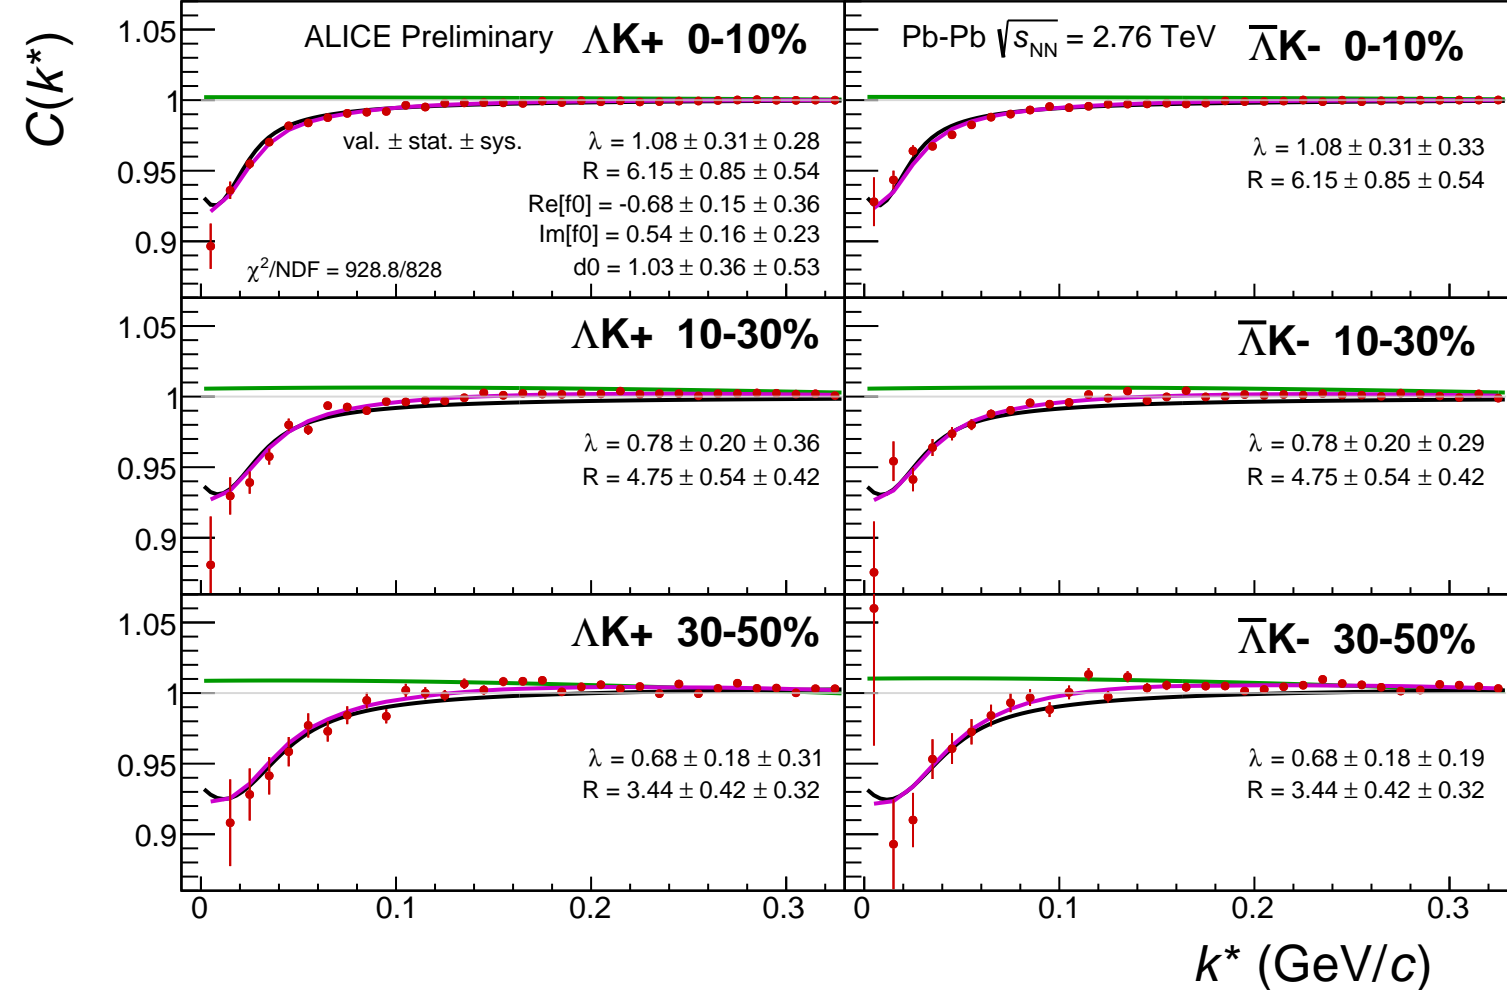 C(k*)
ALICE Preliminary ΛK+ 0-10%
Pb-Pb √sNN = 2.76 TeV Λ̅K- 0-10%
1.05
1
0.95
0.9
val. ± stat. ± sys.
λ = 1.08 ± 0.31 ± 0.28
R = 6.15 ± 0.85 ± 0.54
Re[f0] = -0.68 ± 0.15 ± 0.36
Im[f0] = 0.54 ± 0.16 ± 0.23
d0 = 1.03 ± 0.36 ± 0.53
χ²/NDF = 928.8/828
λ = 1.08 ± 0.31 ± 0.33
R = 6.15 ± 0.85 ± 0.54
ΛK+ 10-30%
Λ̅K- 10-30%
1.05
1
0.95
0.9
λ = 0.78 ± 0.20 ± 0.36
R = 4.75 ± 0.54 ± 0.42
λ = 0.78 ± 0.20 ± 0.29
R = 4.75 ± 0.54 ± 0.42
ΛK+ 30-50%
Λ̅K- 30-50%
1.05
1
0.95
0.9
λ = 0.68 ± 0.18 ± 0.31
R = 3.44 ± 0.42 ± 0.32
λ = 0.68 ± 0.18 ± 0.19
R = 3.44 ± 0.42 ± 0.32
0 0.1 0.2 0.3
0 0.1 0.2 0.3
k* (GeV/c)